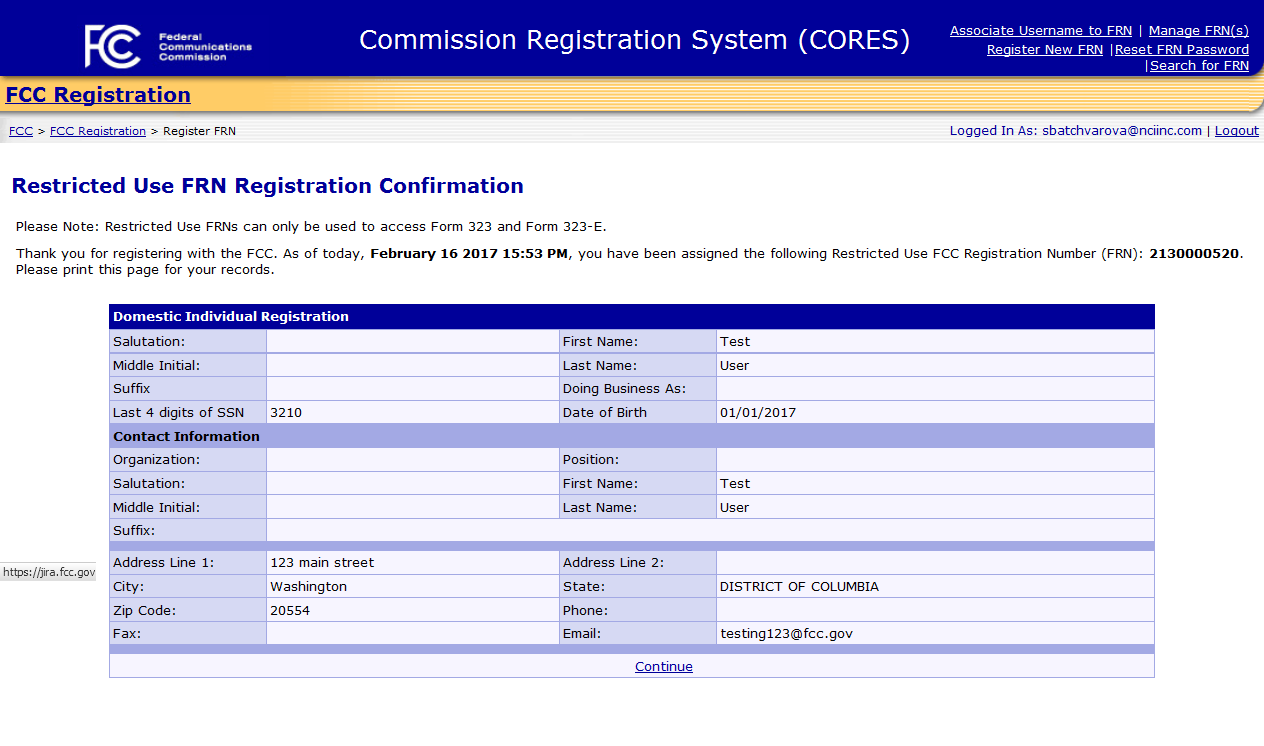 FCC Federal Communications Commission
Commission Registration System (CORES)
Associate Username to FRN | Manage FRN(s)
Register New FRN |Reset FRN Password
|Search for FRN
FCC Registration
FCC > FCC Registration > Register FRN
Logged In As: sbatchvarova@nciinc.com | Logout
Restricted Use FRN Registration Confirmation
Please Note: Restricted Use FRNs can only be used to access Form 323 and Form 323-E.
Thank you for registering with the FCC. As of today, February 16 2017 15:53 PM, you have been assigned the following Restricted Use FCC Registration Number (FRN): 2130000520.
Please print this page for your records.
Domestic Individual Registration
Salutation: First Name: Test
Middle Initial: Last Name: User
Suffix Doing Business As:
Last 4 digits of SSN 3210 Date of Birth 01/01/2017
Contact Information
Organization: Position:
Salutation: First Name: Test
Middle Initial: Last Name: User
Suffix:
Address Line 1: 123 main street Address Line 2:
https://jira.fcc.gov
City: Washington State: DISTRICT OF COLUMBIA
Zip Code: 20554 Phone:
Fax: Email: testing123@fcc.gov
Continue